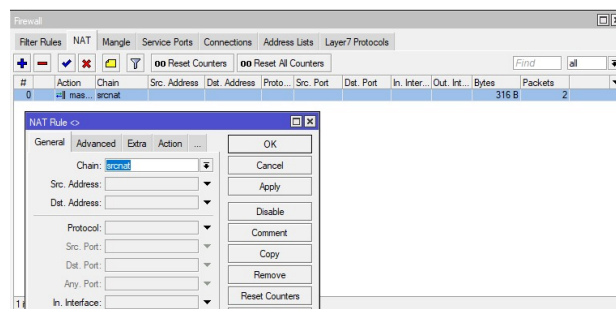 Firewall
Filter Rules NAT Mangle Service Ports Connections Address Lists Layer7 Protocols
00 Reset Counters 00 Reset All Counters Find all
# Action Chain Src. Address Dst. Address Proto... Src. Port Dst. Port In. Inter... Out. Int... Bytes Packets
0 mas... srcnat 316 B 2
NAT Rule <>
General Advanced Extra Action ...
OK
Chain: srcnat
Cancel
Src. Address:
Apply
Dst. Address:
Disable
Protocol:
Comment
Src. Port:
Copy
Dst. Port:
Remove
Any. Port:
Reset Counters
In. Interface: